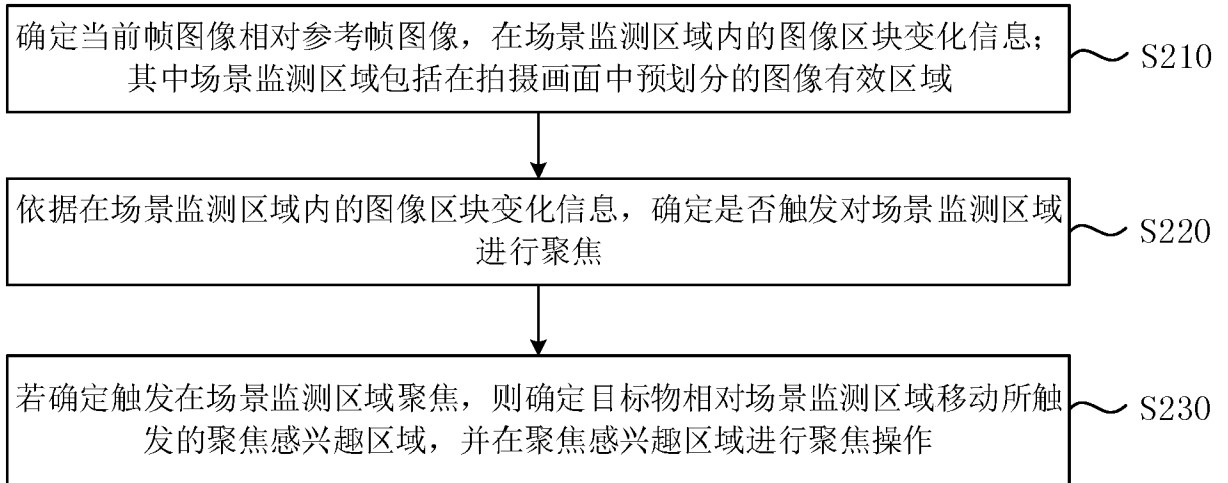 确定当前帧图像相对参考帧图像，在场景监测区域内的图像区块变化信息；
其中场景监测区域包括在拍摄画面中预划分的图像有效区域
S210
依据在场景监测区域内的图像区块变化信息，确定是否触发对场景监测区域
进行聚焦
S220
若确定触发在场景监测区域聚焦，则确定目标物相对场景监测区域移动所触
发的聚焦感兴趣区域，并在聚焦感兴趣区域进行聚焦操作
S230